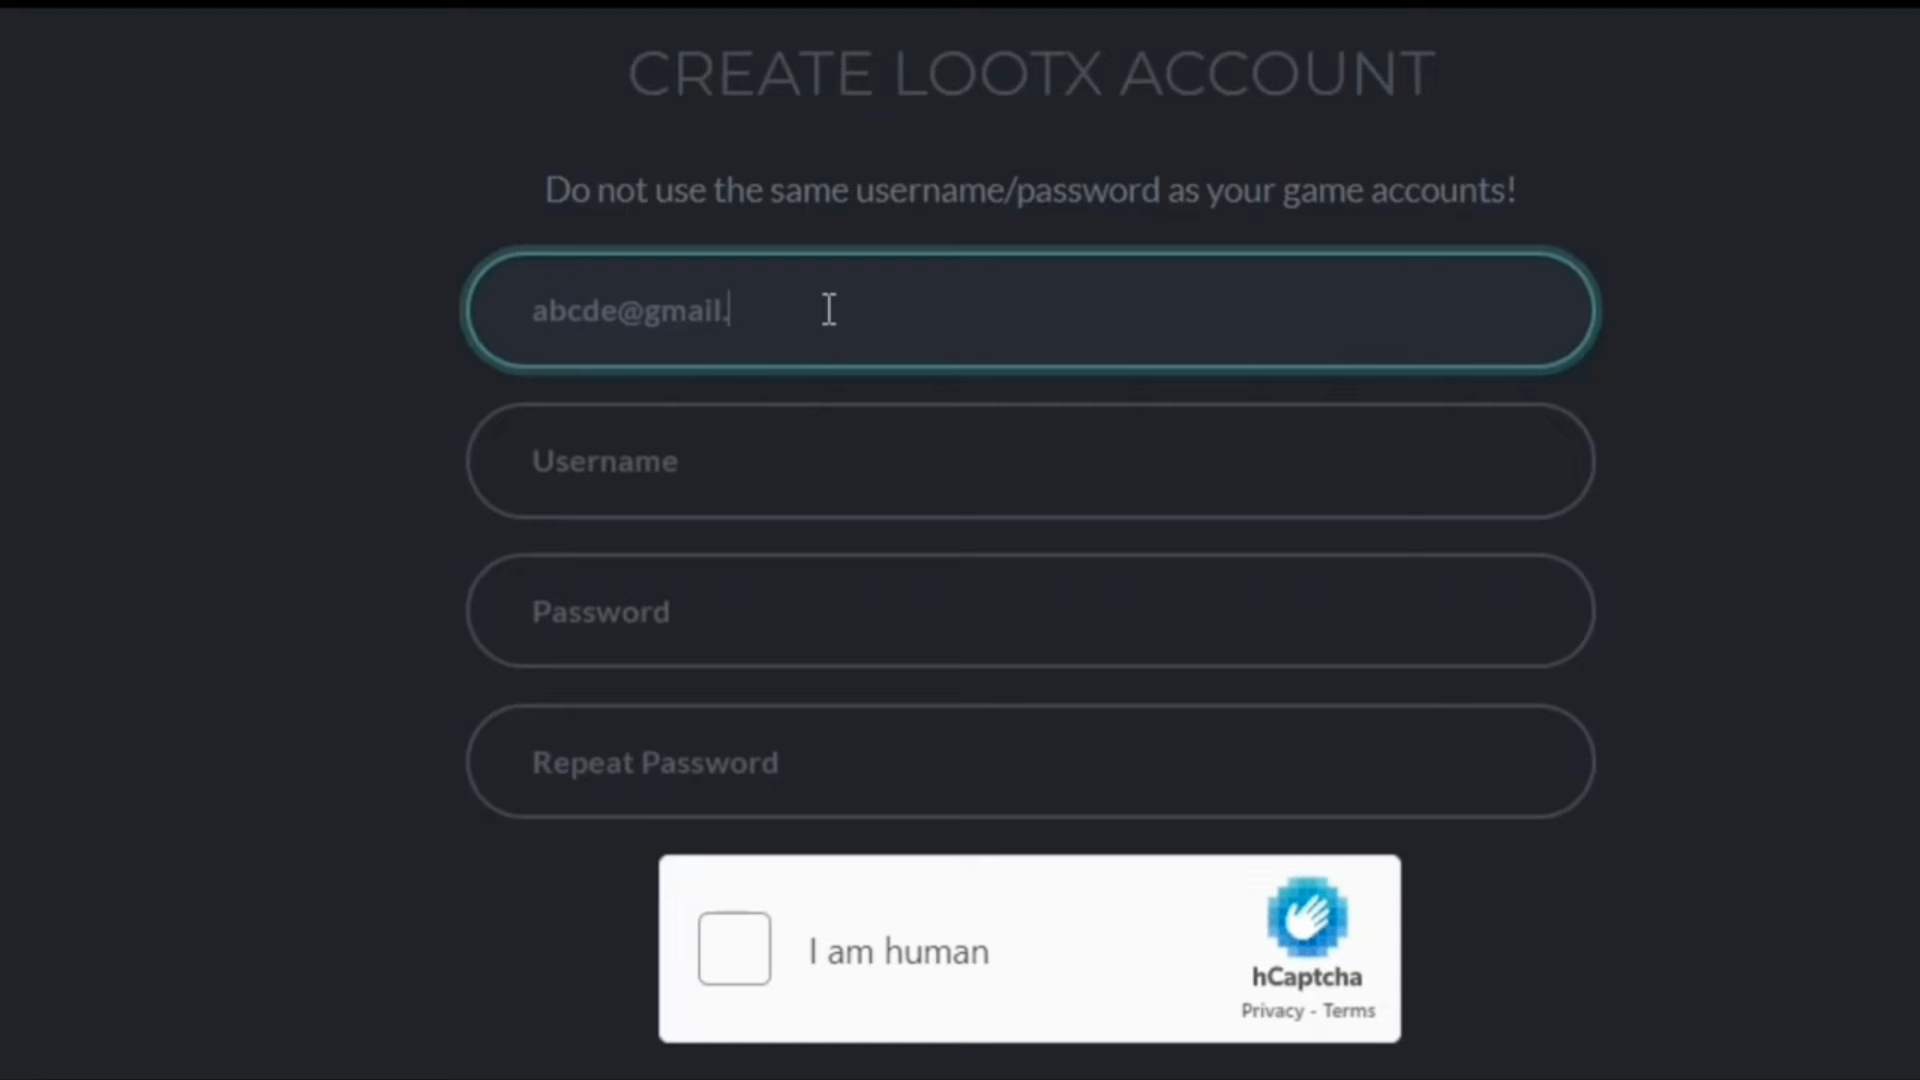 CREATE LOOTX ACCOUNT
Do not use the same username/password as your game accounts!
abcde@gmail.
Username
Password
Repeat Password
I am human
hCaptcha
Privacy - Terms